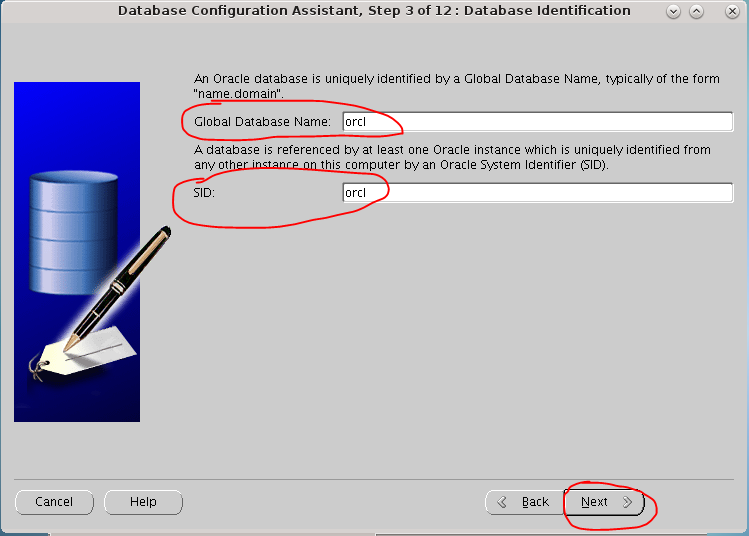 Database Configuration Assistant, Step 3 of 12 : Database Identification
An Oracle database is uniquely identified by a Global Database Name, typically of the form
"name.domain".
Global Database Name: orcl
A database is referenced by at least one Oracle instance which is uniquely identified from
any other instance on this computer by an Oracle System Identifier (SID).
SID: orcl
Cancel Help Back Next